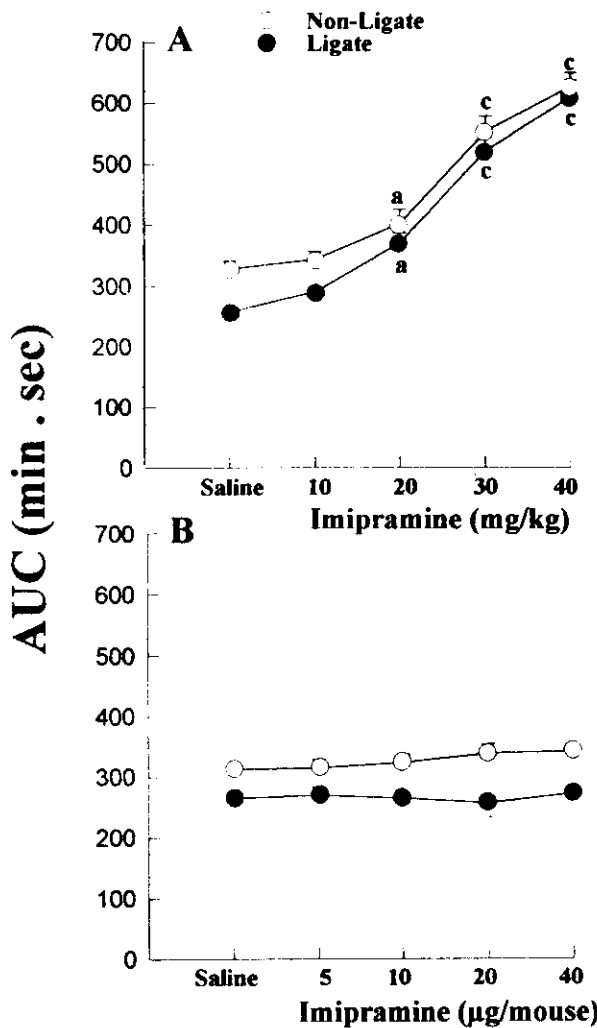 Non-Ligate
Ligate
A
700
600
500
400
300
200
100
0
c
c
c
c
a
a
Saline 10 20 30 40
Imipramine (mg/kg)
AUC (min . sec)
B
700
600
500
400
300
200
100
0
Saline 5 10 20 40
Imipramine (µg/mouse)